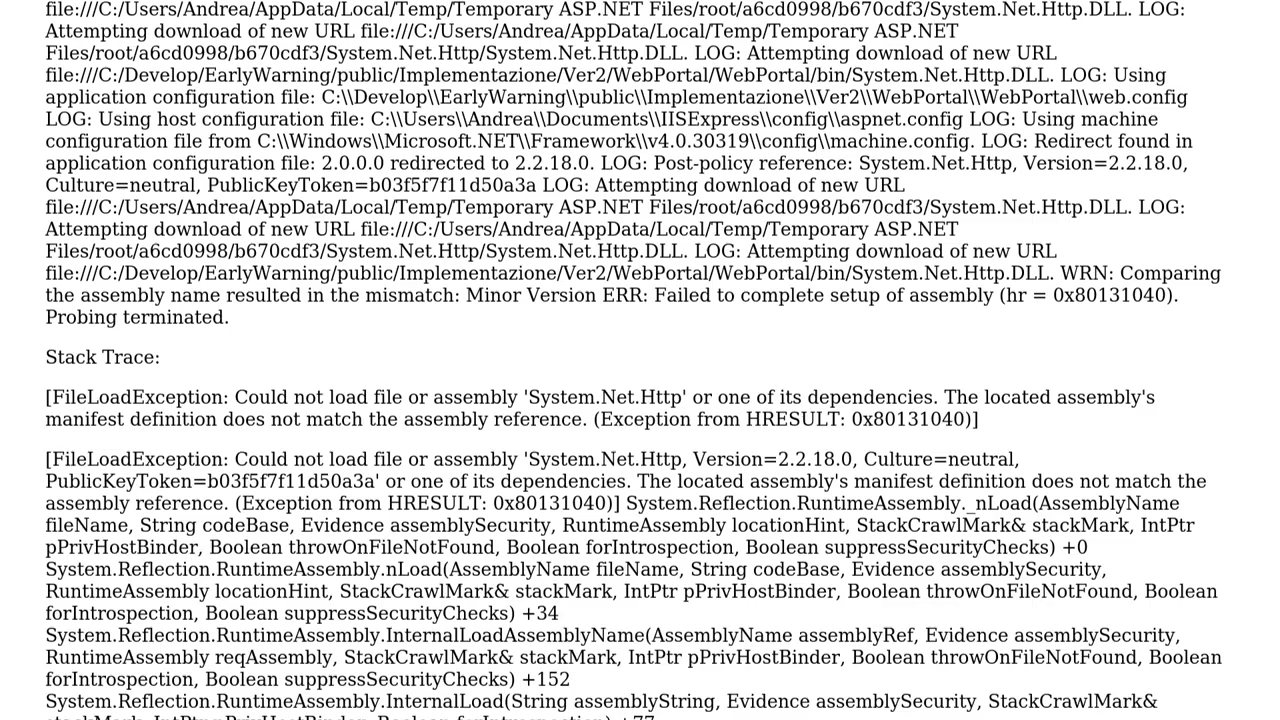 file:///C:/Users/Andrea/AppData/Local/Temp/Temporary ASP.NET Files/root/a6cd0998/b670cdf3/System.Net.Http.DLL. LOG:
Attempting download of new URL file:///C:/Users/Andrea/AppData/Local/Temp/Temporary ASP.NET
Files/root/a6cd0998/b670cdf3/System.Net.Http/System.Net.Http.DLL. LOG: Attempting download of new URL
file:///C:/Develop/EarlyWarning/public/Implementazione/Ver2/WebPortal/WebPortal/bin/System.Net.Http.DLL. LOG: Using
application configuration file: C:\\Develop\\EarlyWarning\\public\\Implementazione\\Ver2\\WebPortal\\WebPortal\\web.config
LOG: Using host configuration file: C:\\Users\\Andrea\\Documents\\IISExpress\\config\\aspnet.config LOG: Using machine
configuration file from C:\\Windows\\Microsoft.NET\\Framework\\v4.0.30319\\config\\machine.config. LOG: Redirect found in
application configuration file: 2.0.0.0 redirected to 2.2.18.0. LOG: Post-policy reference: System.Net.Http, Version=2.2.18.0,
Culture=neutral, PublicKeyToken=b03f5f7f11d50a3a LOG: Attempting download of new URL
file:///C:/Users/Andrea/AppData/Local/Temp/Temporary ASP.NET Files/root/a6cd0998/b670cdf3/System.Net.Http.DLL. LOG:
Attempting download of new URL file:///C:/Users/Andrea/AppData/Local/Temp/Temporary ASP.NET
Files/root/a6cd0998/b670cdf3/System.Net.Http/System.Net.Http.DLL. LOG: Attempting download of new URL
file:///C:/Develop/EarlyWarning/public/Implementazione/Ver2/WebPortal/WebPortal/bin/System.Net.Http.DLL. WRN: Comparing
the assembly name resulted in the mismatch: Minor Version ERR: Failed to complete setup of assembly (hr = 0x80131040).
Probing terminated.
Stack Trace:
[FileLoadException: Could not load file or assembly 'System.Net.Http' or one of its dependencies. The located assembly's
manifest definition does not match the assembly reference. (Exception from HRESULT: 0x80131040)]
[FileLoadException: Could not load file or assembly 'System.Net.Http, Version=2.2.18.0, Culture=neutral,
PublicKeyToken=b03f5f7f11d50a3a' or one of its dependencies. The located assembly's manifest definition does not match the
assembly reference. (Exception from HRESULT: 0x80131040)] System.Reflection.RuntimeAssembly._nLoad(AssemblyName
fileName, String codeBase, Evidence assemblySecurity, RuntimeAssembly locationHint, StackCrawlMark& stackMark, IntPtr
pPrivHostBinder, Boolean throwOnFileNotFound, Boolean forIntrospection, Boolean suppressSecurityChecks) +0
System.Reflection.RuntimeAssembly.nLoad(AssemblyName fileName, String codeBase, Evidence assemblySecurity,
RuntimeAssembly locationHint, StackCrawlMark& stackMark, IntPtr pPrivHostBinder, Boolean throwOnFileNotFound, Boolean
forIntrospection, Boolean suppressSecurityChecks) +34
System.Reflection.RuntimeAssembly.InternalLoadAssemblyName(AssemblyName assemblyRef, Evidence assemblySecurity,
RuntimeAssembly reqAssembly, StackCrawlMark& stackMark, IntPtr pPrivHostBinder, Boolean throwOnFileNotFound, Boolean
forIntrospection, Boolean suppressSecurityChecks) +152
System.Reflection.RuntimeAssembly.InternalLoad(String assemblyString, Evidence assemblySecurity, StackCrawlMark&
stackMark, IntPtr pPrivHostBinder, Boolean forIntrospection) +77